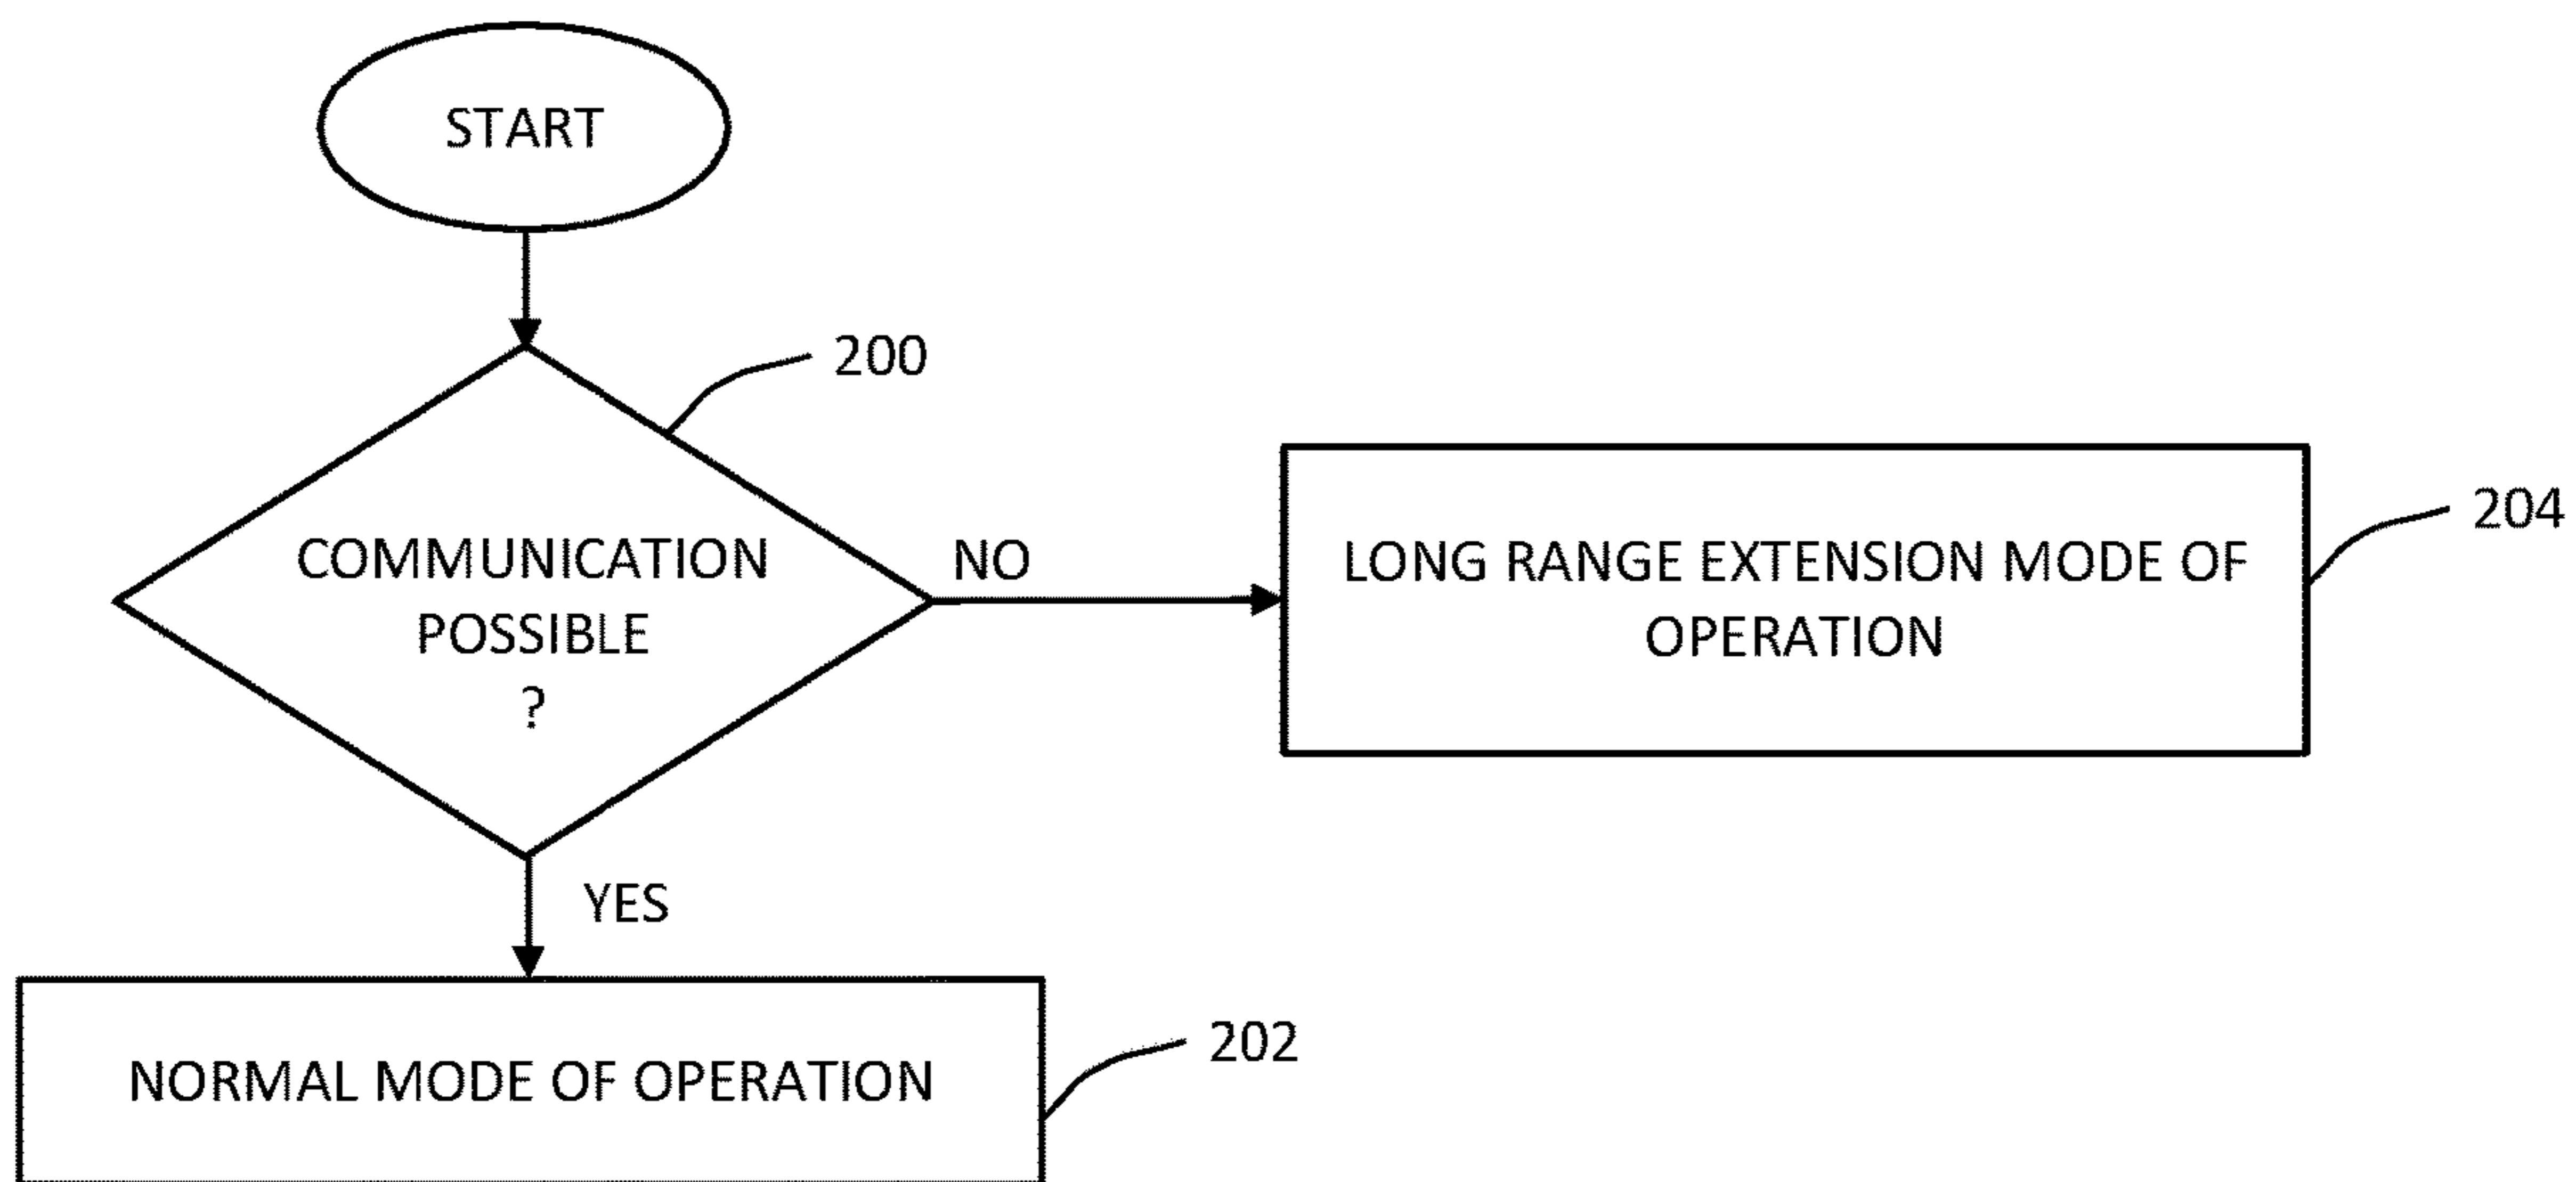 START
200
COMMUNICATION
POSSIBLE
?
NO
LONG RANGE EXTENSION MODE OF
OPERATION
204
YES
NORMAL MODE OF OPERATION
202